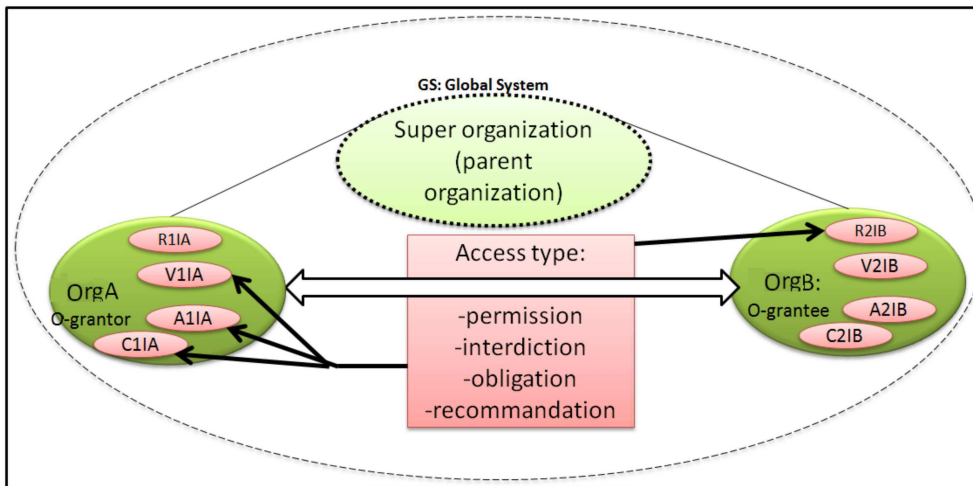 GS: Global System
Super organization
(parent
organization)
R1IA
V1IA
OrgA
O-grantor
A1IA
C1IA
Access type:
-permission
-interdiction
-obligation
-recommandation
R2IB
V2IB
OrgB:
O-grantee
A2IB
C2IB